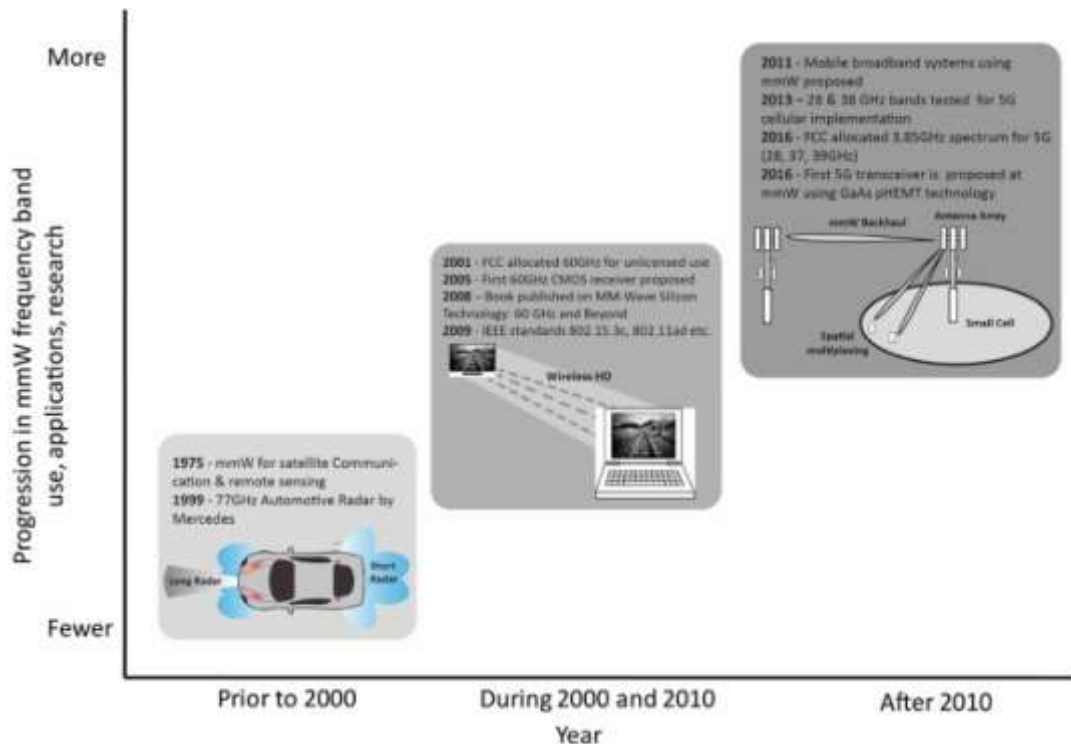 More
2011 - Mobile broadband systems using
mmW proposed
2013 – 28 & 38 GHz bands tested for 5G
cellular implementation
2016 - FCC allocated 3.85GHz spectrum for 5G
(28, 37, 39GHz)
2016 - First 5G transceiver is proposed at
mmW using GaAs pHEMT technology
mmW Backhaul
Antenna Array
Small Cell
Spatial
multiplexing
2001 - FCC allocated 60GHz for unlicensed use
2005 - First 60GHz CMOS receiver proposed
2008 – Book published on MM-Wave Silicon
Technology: 60 GHz and Beyond
2009 - IEEE standards 802.15.3c, 802.11ad etc.
Wireless HD
1975 - mmW for satellite Communi-
cation & remote sensing
1999 - 77GHz Automotive Radar by
Mercedes
Long Radar
Short
Radar
Progression in mmW frequency band
use, applications, research
Fewer
Prior to 2000
During 2000 and 2010
After 2010
Year